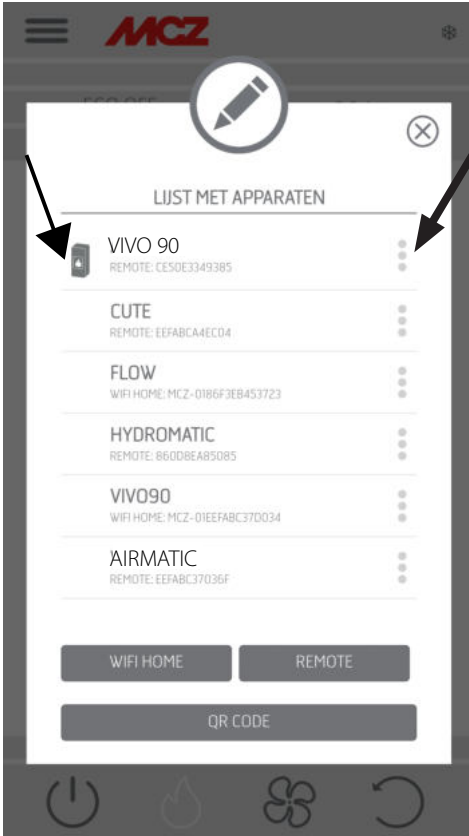 MCZ
LIJST MET APPARATEN
VIVO 90
REMOTE: CE50E3349385
CUTE
REMOTE: EEFABCA4EC04
FLOW
WIFI HOME: MCZ-0186F3EB453723
HYDROMATIC
REMOTE: 860D8EA85085
VIVO90
WIFI HOME: MCZ-01EEFABC37D034
AIRMATIC
REMOTE: EEFABC37036F
WIFI HOME
REMOTE
QR CODE